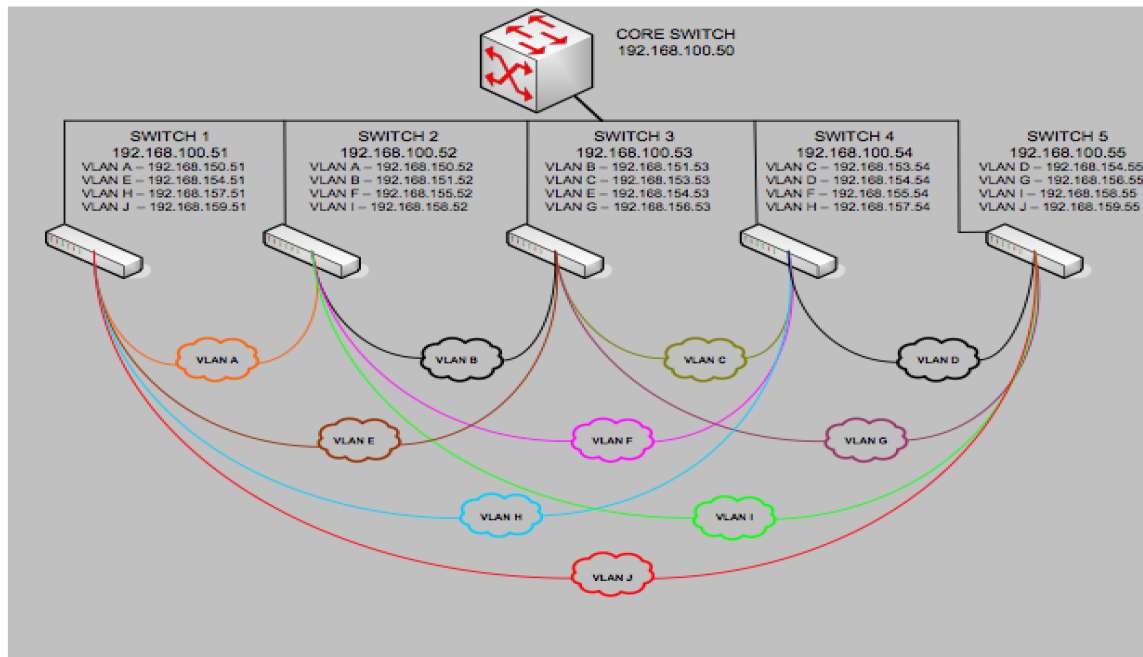 CORE SWITCH
192.168.100.50
SWITCH 1
192.168.100.51
VLAN A – 192.168.150.51
VLAN E – 192.168.154.51
VLAN H – 192.168.157.51
VLAN J – 192.168.159.51
SWITCH 2
192.168.100.52
VLAN A – 192.168.150.52
VLAN B – 192.168.151.52
VLAN F – 192.168.155.52
VLAN I – 192.168.158.52
SWITCH 3
192.168.100.53
VLAN B – 192.168.151.53
VLAN C – 192.168.153.53
VLAN E – 192.168.154.53
VLAN G – 192.168.156.53
SWITCH 4
192.168.100.54
VLAN C – 192.168.153.54
VLAN D – 192.168.154.54
VLAN F – 192.168.155.54
VLAN H – 192.168.157.54
SWITCH 5
192.168.100.55
VLAN D – 192.168.154.55
VLAN G – 192.168.156.55
VLAN I – 192.168.158.55
VLAN J – 192.168.159.55
VLAN A
VLAN B
VLAN C
VLAN D
VLAN E
VLAN F
VLAN G
VLAN H
VLAN I
VLAN J